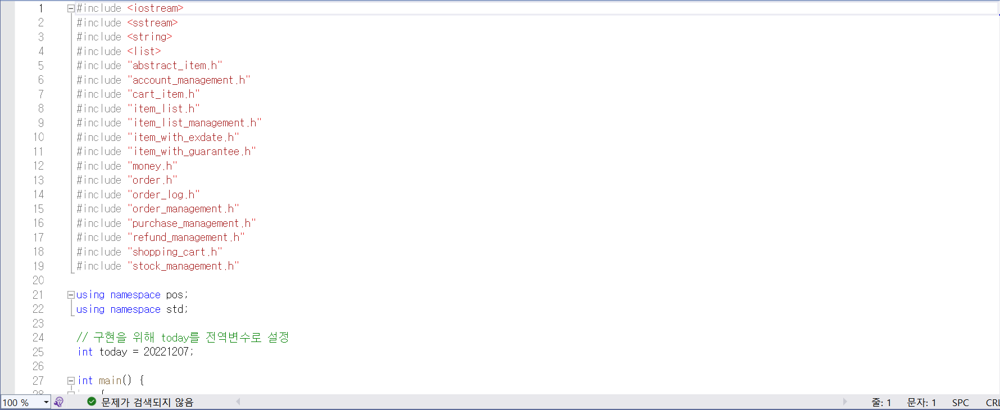 1 #include <iostream>
2 #include <sstream>
3 #include <string>
4 #include <list>
5 #include "abstract_item.h"
6 #include "account_management.h"
7 #include "cart_item.h"
8 #include "item_list.h"
9 #include "item_list_management.h"
10 #include "item_with_exdate.h"
11 #include "item_with_guarantee.h"
12 #include "money.h"
13 #include "order.h"
14 #include "order_log.h"
15 #include "order_management.h"
16 #include "purchase_management.h"
17 #include "refund_management.h"
18 #include "shopping_cart.h"
19 #include "stock_management.h"
20
21 using namespace pos;
22 using namespace std;
23
24 // 구현을 위해 today를 전역변수로 설정
25 int today = 20221207;
26
27 int main() {
28 {
100 % 문제가 검색되지 않음 줄: 1 문자: 1 SPC